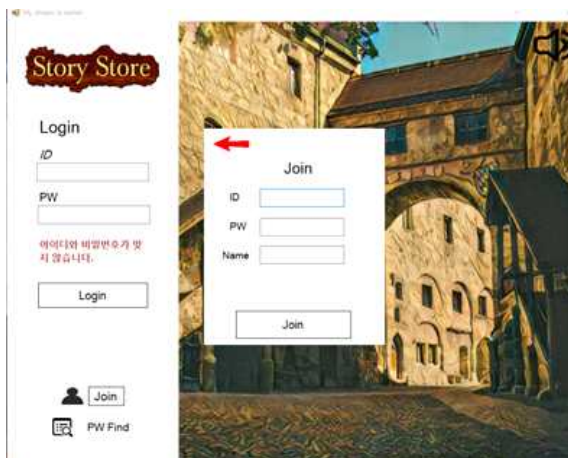 Story Store
Login
ID
PW
아이디와 비밀번호가 맞
지 않습니다.
Login
Join
PW Find
Join
ID
PW
Name
Join